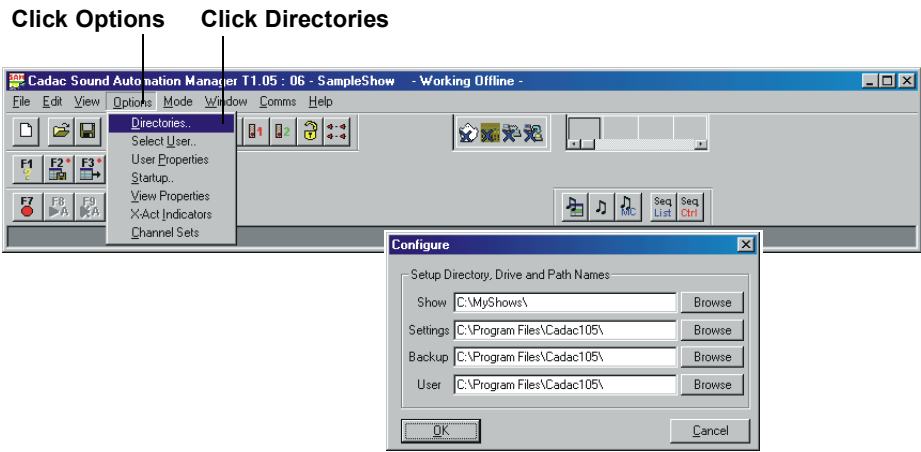 Click Options Click Directories
Cadac Sound Automation Manager T1.05 : 06 - SampleShow - Working Offline -
File Edit View Options Mode Window Comms Help
Directories..
Select User..
User Properties
Startup..
View Properties
X-Act Indicators
Channel Sets
1 2
F1 F2 F3
F7 F8 F9
A A
MC
Seq List Seq Ctrl
Configure
Setup Directory, Drive and Path Names
Show C:\MyShows\ Browse
Settings C:\Program Files\Cadac105\ Browse
Backup C:\Program Files\Cadac105\ Browse
User C:\Program Files\Cadac105\ Browse
OK Cancel